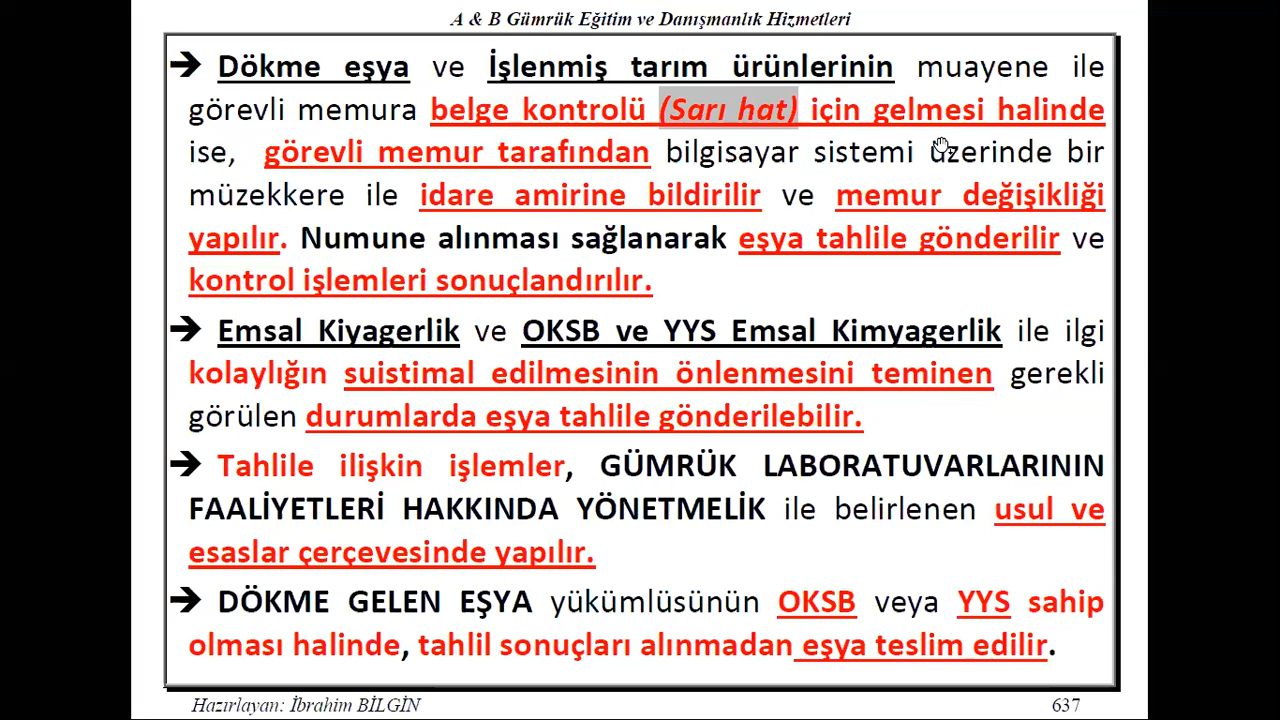 A & B Gümrük Eğitim ve Danışmanlık Hizmetleri
➔ Dökme eşya ve İşlenmiş tarım ürünlerinin muayene ile
görevli memura belge kontrolü (Sarı hat) için gelmesi halinde
ise, görevli memur tarafından bilgisayar sistemi üzerinde bir
müzekkere ile idare amirine bildirilir ve memur değişikliği
yapılır. Numune alınması sağlanarak eşya tahlile gönderilir ve
kontrol işlemleri sonuçlandırılır.
➔ Emsal Kiyagerlik ve OKSB ve YYS Emsal Kimyagerlik ile ilgi
kolaylığın suistimal edilmesinin önlenmesini teminen gerekli
görülen durumlarda eşya tahlile gönderilebilir.
➔ Tahlile ilişkin işlemler, GÜMRÜK LABORATUVARLARININ
FAALİYETLERİ HAKKINDA YÖNETMELİK ile belirlenen usul ve
esaslar çerçevesinde yapılır.
➔ DÖKME GELEN EŞYA yükümlüsünün OKSB veya YYS sahip
olması halinde, tahlil sonuçları alınmadan eşya teslim edilir.
Hazırlayan: İbrahim BİLGİN 637